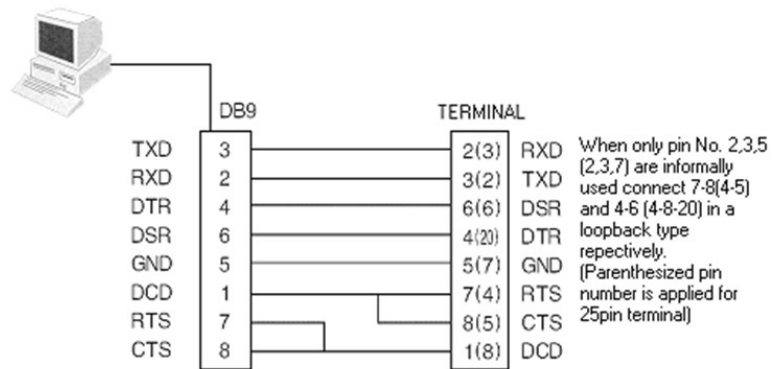 DB9 TERMINAL
TXD 3 2(3) RXD
RXD 2 3(2) TXD
DTR 4 6(6) DSR
DSR 6 4(20) DTR
GND 5 5(7) GND
DCD 1 7(4) RTS
RTS 7 8(5) CTS
CTS 8 1(8) DCD
When only pin No. 2,3,5
(2,3,7) are informally
used connect 7-8(4-5)
and 4-6 (4-8-20) in a
loopback type
repectively.
(Parenthesized pin
number is applied for
25pin terminal)